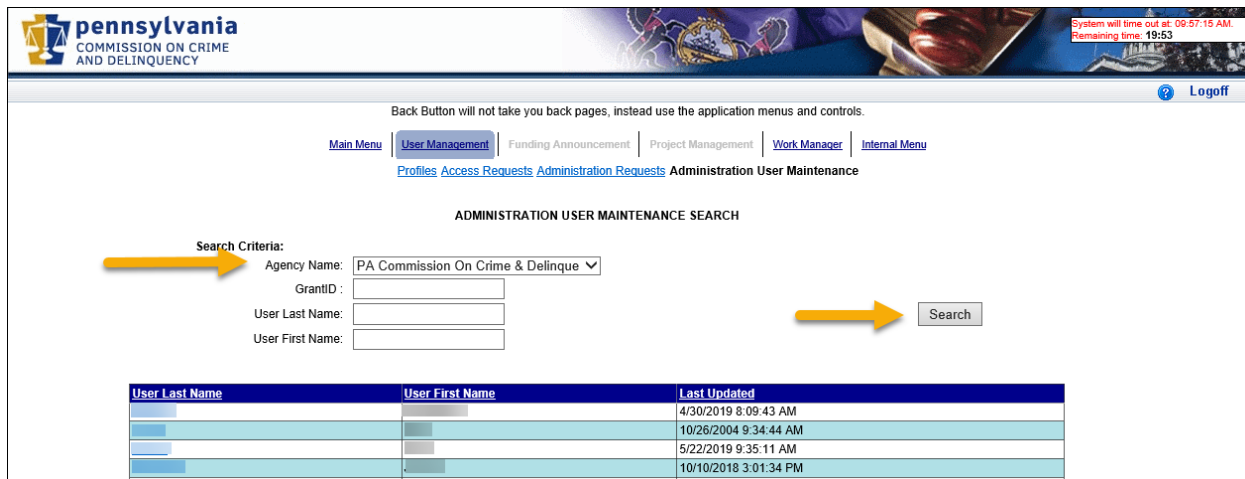 pennsylvania
COMMISSION ON CRIME
AND DELINQUENCY
System will time out at: 09:57:15 AM.
Remaining time: 19:53
? Logoff
Back Button will not take you back pages, instead use the application menus and controls.
Main Menu User Management Funding Announcement Project Management Work Manager Internal Menu
Profiles Access Requests Administration Requests Administration User Maintenance
ADMINISTRATION USER MAINTENANCE SEARCH
Search Criteria:
Agency Name: PA Commission On Crime & Delinque
GrantID :
User Last Name: Search
User First Name:
User Last Name User First Name Last Updated
4/30/2019 8:09:43 AM
10/26/2004 9:34:44 AM
5/22/2019 9:35:11 AM
10/10/2018 3:01:34 PM